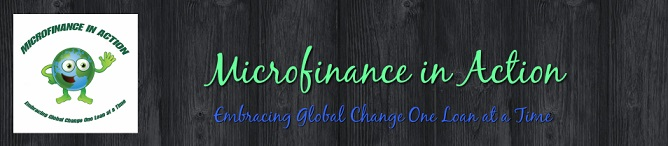 MICROFINANCE IN ACTION
Embracing Global Change One Loan at a Time
Microfinance in Action
Embracing Global Change One Loan at a Time